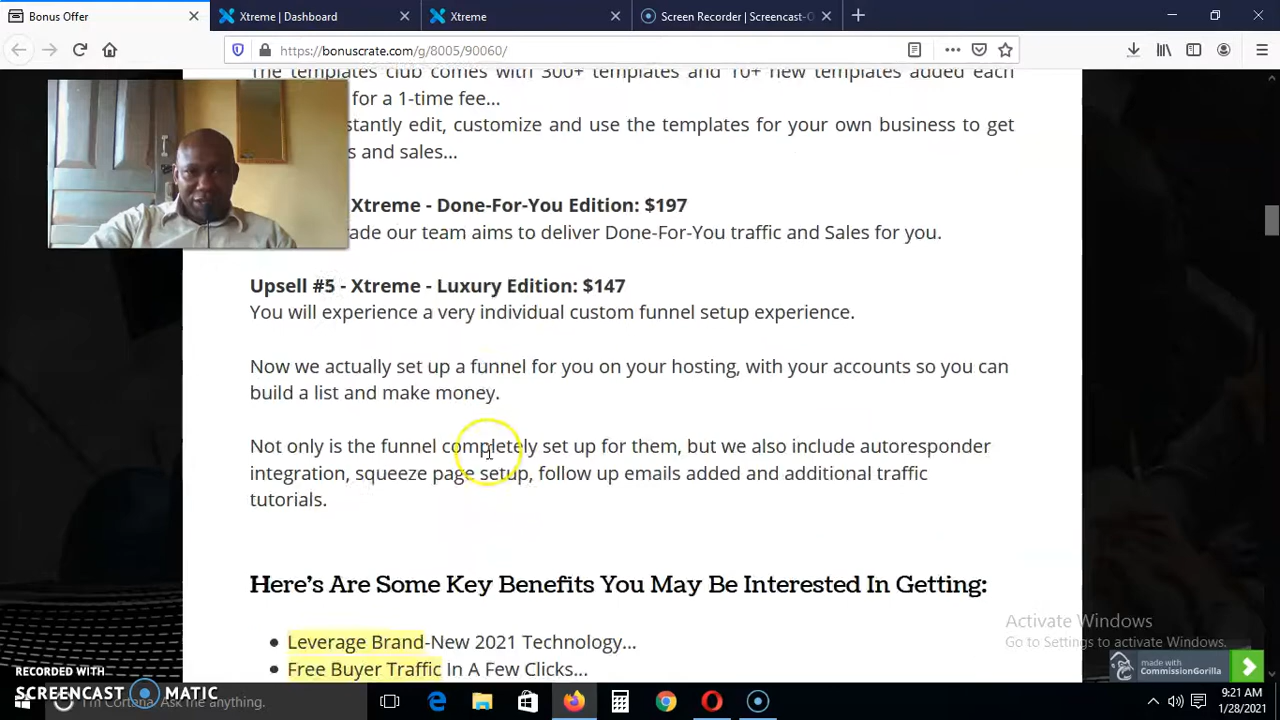 Bonus Offer
Xtreme | Dashboard
Xtreme
Screen Recorder | Screencast-O
https://bonuscrate.com/g/8005/90060/
The templates club comes with 300+ templates and 10+ new templates added each
for a 1-time fee...
stantly edit, customize and use the templates for your own business to get
s and sales...
Xtreme - Done-For-You Edition: $197
ade our team aims to deliver Done-For-You traffic and Sales for you.
Upsell #5 - Xtreme - Luxury Edition: $147
You will experience a very individual custom funnel setup experience.
Now we actually set up a funnel for you on your hosting, with your accounts so you can
build a list and make money.
Not only is the funnel completely set up for them, but we also include autoresponder
integration, squeeze page setup, follow up emails added and additional traffic
tutorials.
Here's Are Some Key Benefits You May Be Interested In Getting:
Leverage Brand-New 2021 Technology...
Free Buyer Traffic In A Few Clicks...
Activate Windows
Go to Settings to activate Windows.
made with
CommissionGorilla
RECORDED WITH
SCREENCAST MATIC
I'm Cortana. Ask me anything.
9:21 AM
1/28/2021